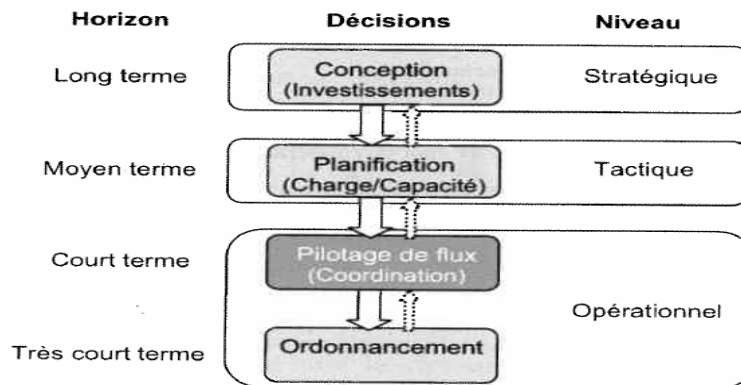 Horizon Décisions Niveau
Long terme Conception Stratégique
(Investissements)
Moyen terme Planification Tactique
(Charge/Capacité)
Court terme Pilotage de flux
(Coordination)
Opérationnel
Très court terme Ordonnancement